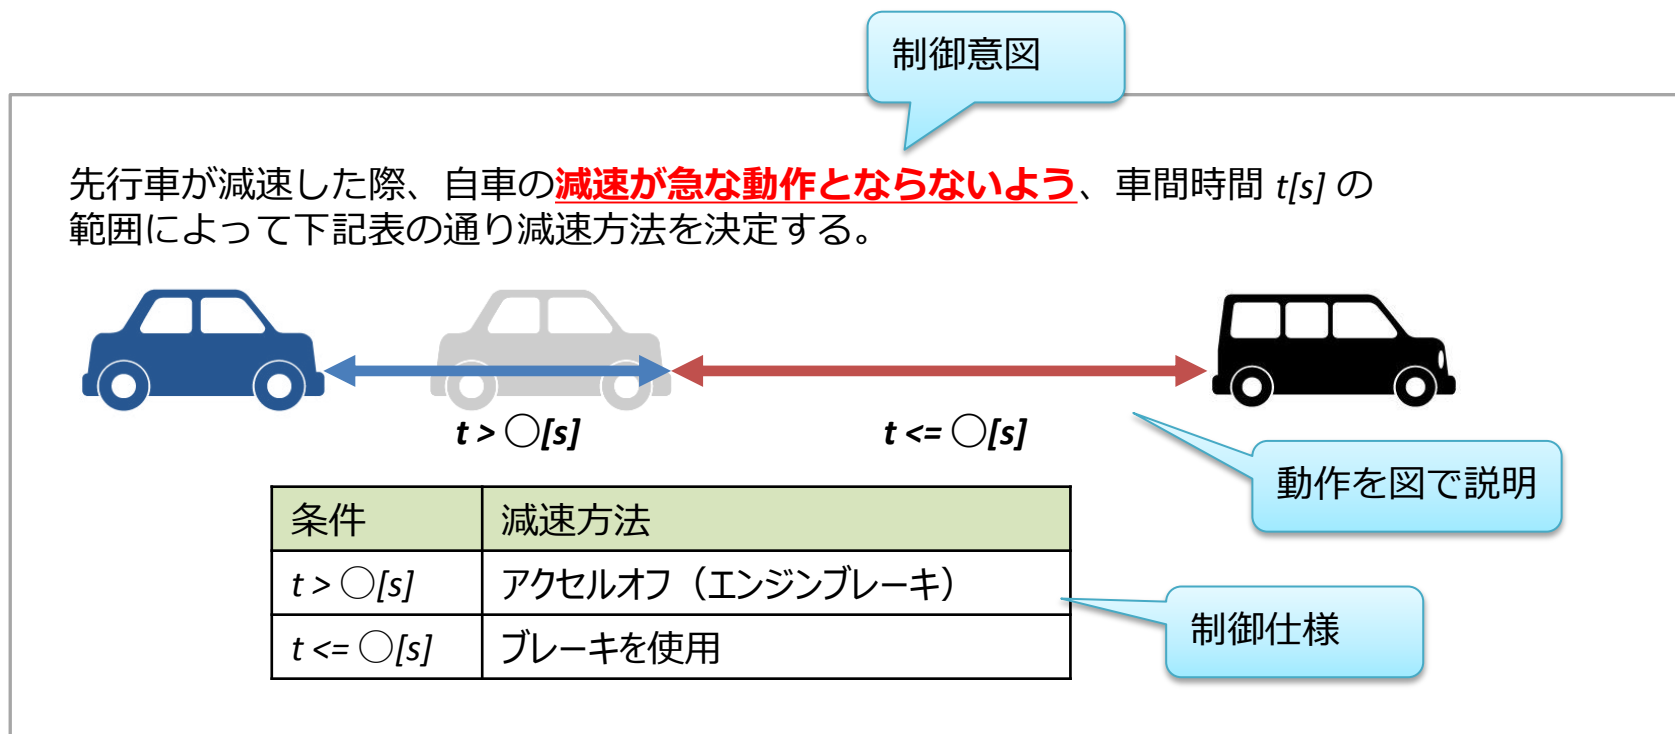 制御意図
先行車が減速した際、自車の減速が急な動作とならないよう、車間時間 t[s] の
範囲によって下記表の通り減速方法を決定する。
t > ○[s]
t <= ○[s]
動作を図で説明
条件 減速方法
t > ○[s] アクセルオフ（エンジンブレーキ）
t <= ○[s] ブレーキを使用
制御仕様